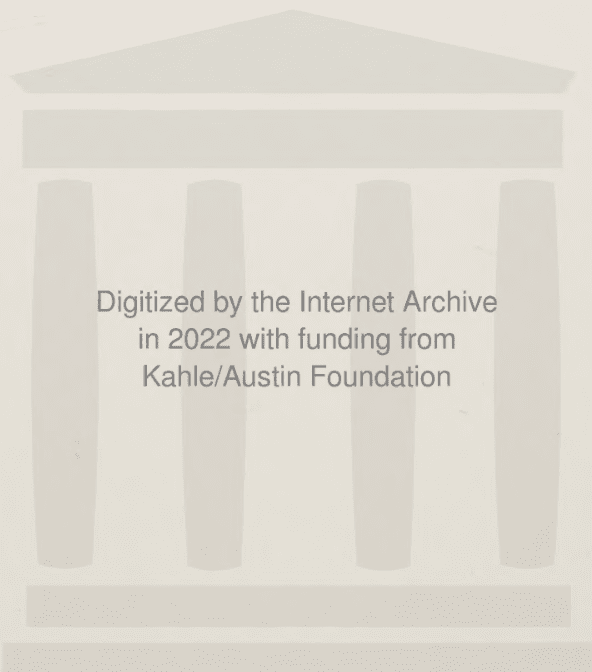 Digitized by the Internet Archive
in 2022 with funding from
Kahle/Austin Foundation